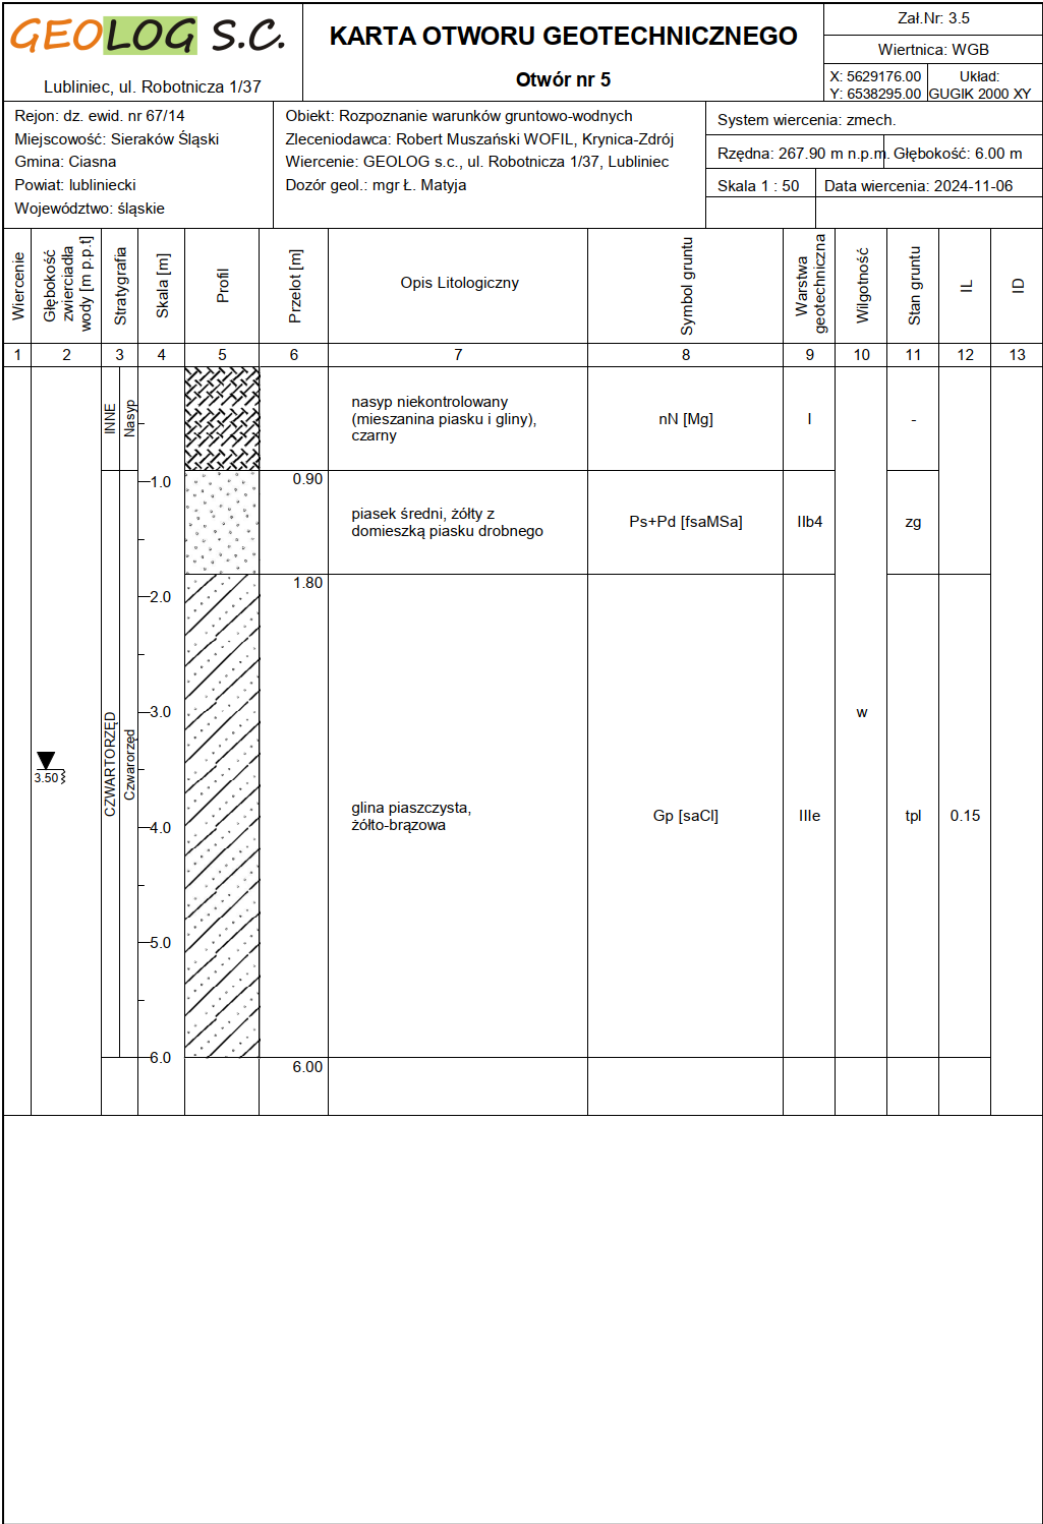 GEOLOG S.C.
Lubliniec, ul. Robotnicza 1/37
KARTA OTWORU GEOTECHNICZNEGO
Otwór nr 5
Zał.Nr: 3.5
Wiertnica: WGB
X: 5629176.00
Y: 6538295.00
Układ:
GUGIK 2000 XY
Rejon: dz. ewid. nr 67/14
Miejscowość: Sieraków Śląski
Gmina: Ciasna
Powiat: lubliniecki
Województwo: śląskie
Obiekt: Rozpoznanie warunków gruntowo-wodnych
Zleceniodawca: Robert Muszański WOFIL, Krynica-Zdrój
Wiercenie: GEOLOG s.c., ul. Robotnicza 1/37, Lubliniec
Dozór geol.: mgr Ł. Matyja
System wiercenia: zmech.
Rzędna: 267.90 m n.p.m.
Głębokość: 6.00 m
Skala 1 : 50
Data wiercenia: 2024-11-06
Wiercenie
Głębokość
zwierciadła
wody [m p.p.t]
Stratygrafia
Skala [m]
Profil
Przelot [m]
Opis Litologiczny
Symbol gruntu
Warstwa
geotechniczna
Wilgotność
Stan gruntu
IL
ID
1 2 3 4 5 6 7 8 9 10 11 12 13
INNE
Nasyp
nasyp niekontrolowany
(mieszanina piasku i gliny),
czarny
nN [Mg]
I
-
1.0
0.90
piasek średni, żółty z
domieszką piasku drobnego
Ps+Pd [fsaMSa]
IIb4
zg
1.80
2.0
3.0
w
CZWARTORZĘD
Czwarorzęd
3.50
4.0
glina piaszczysta,
żółto-brązowa
Gp [saCl]
IIIe
tpl
0.15
5.0
6.0
6.00